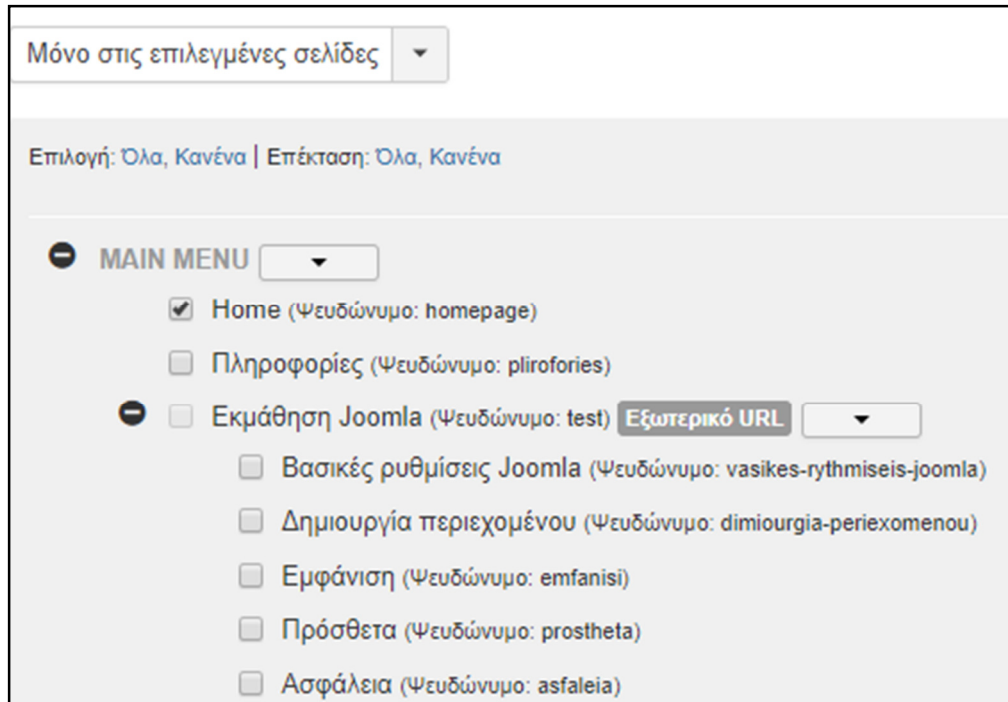 Μόνο στις επιλεγμένες σελίδες
Επιλογή: Όλα, Κανένα | Επέκταση: Όλα, Κανένα
MAIN MENU
Home (Ψευδώνυμο: homepage)
Πληροφορίες (Ψευδώνυμο: plirofories)
Εκμάθηση Joomla (Ψευδώνυμο: test) Εξωτερικό URL
Βασικές ρυθμίσεις Joomla (Ψευδώνυμο: vasikes-rythmiseis-joomla)
Δημιουργία περιεχομένου (Ψευδώνυμο: dimiourgia-periexomenou)
Εμφάνιση (Ψευδώνυμο: emfanisi)
Πρόσθετα (Ψευδώνυμο: prostheta)
Ασφάλεια (Ψευδώνυμο: asfaleia)